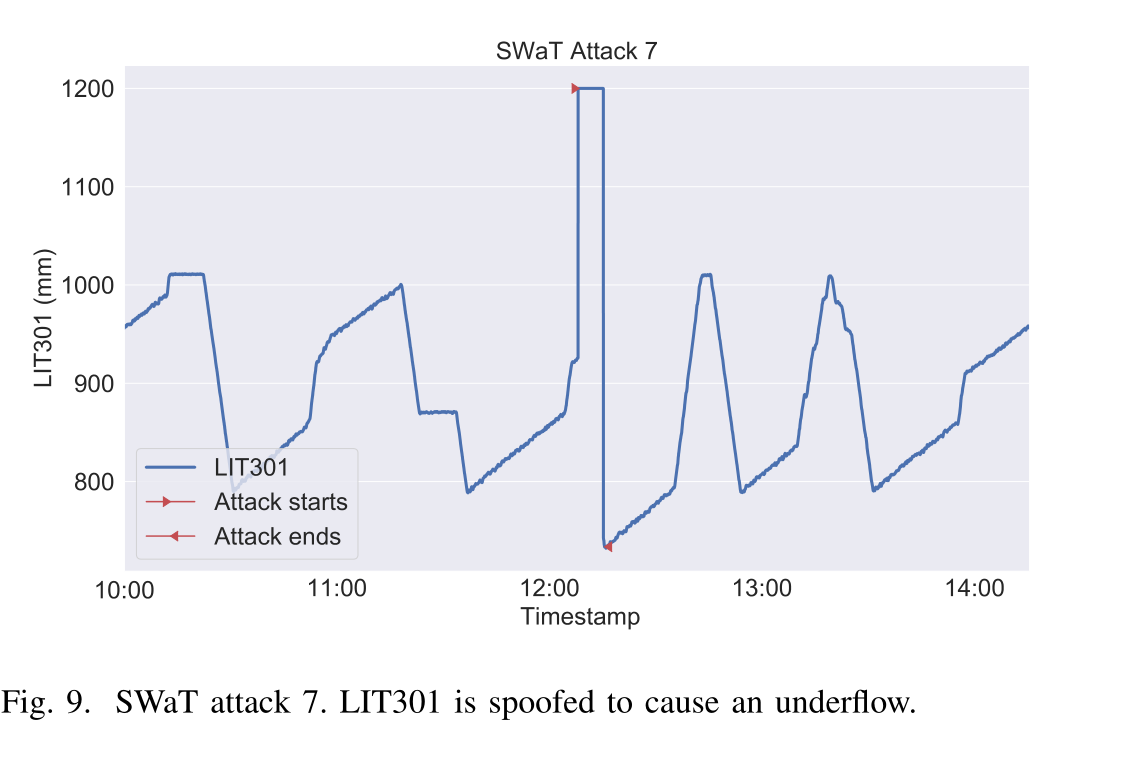 SWaT Attack 7
1200
1100
1000
900
800
LIT301 (mm)
LIT301
Attack starts
Attack ends
10:00 11:00 12:00 13:00 14:00
Timestamp
Fig. 9. SWaT attack 7. LIT301 is spoofed to cause an underflow.